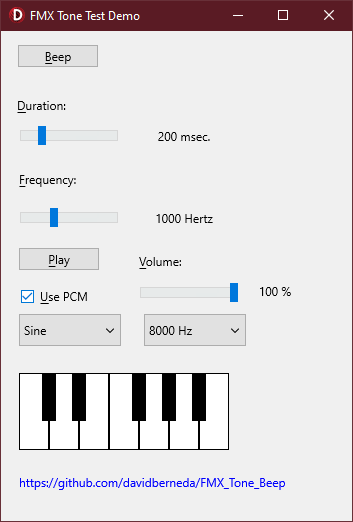 FMX Tone Test Demo
Beep
Duration:
200 msec.
Frequency:
1000 Hertz
Play
Volume:
Use PCM
100 %
Sine
8000 Hz
https://github.com/davidberneda/FMX_Tone_Beep